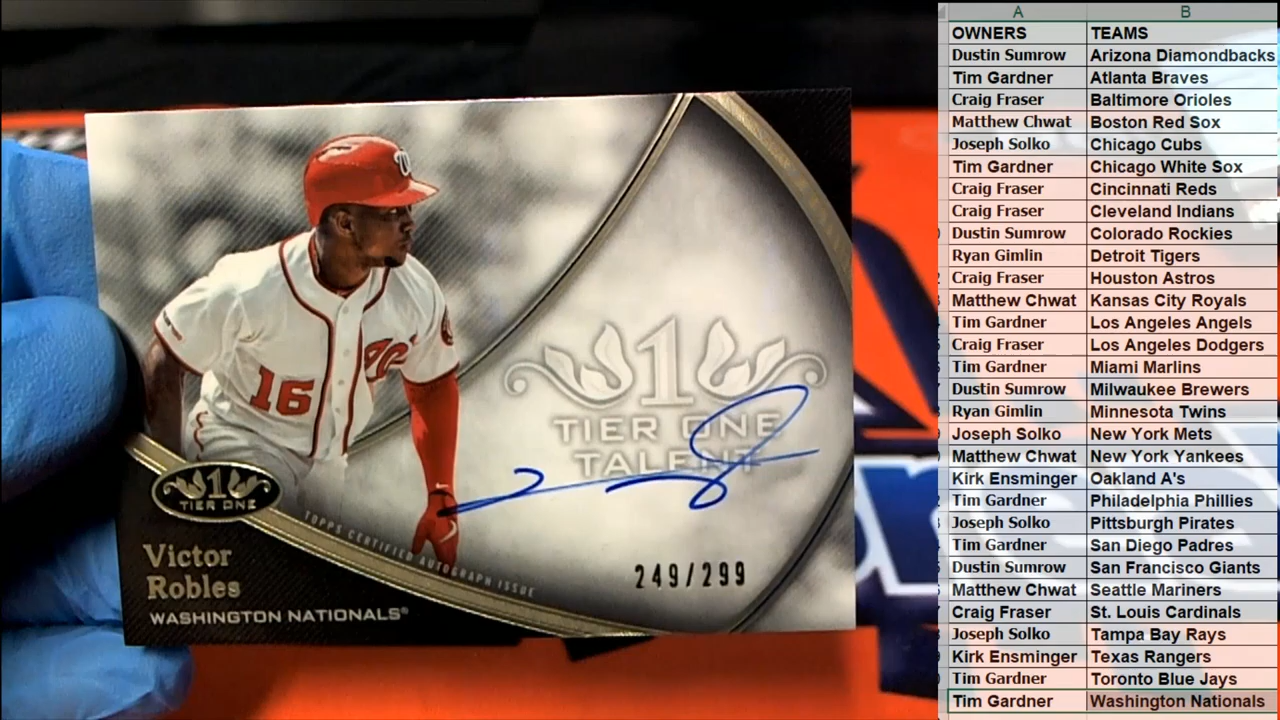 W
16
1
TIER ONE
TALENT
1
TIER ONE
TOPPS CERTIFIED AUTOGRAPH ISSUE
249/299
Victor
Robles
WASHINGTON NATIONALS®
A B
OWNERS TEAMS
Dustin Sumrow Arizona Diamondbacks
Tim Gardner Atlanta Braves
Craig Fraser Baltimore Orioles
Matthew Chwat Boston Red Sox
Joseph Solko Chicago Cubs
Tim Gardner Chicago White Sox
Craig Fraser Cincinnati Reds
Craig Fraser Cleveland Indians
Dustin Sumrow Colorado Rockies
Ryan Gimlin Detroit Tigers
Craig Fraser Houston Astros
Matthew Chwat Kansas City Royals
Tim Gardner Los Angeles Angels
Craig Fraser Los Angeles Dodgers
Tim Gardner Miami Marlins
Dustin Sumrow Milwaukee Brewers
Ryan Gimlin Minnesota Twins
Joseph Solko New York Mets
Matthew Chwat New York Yankees
Kirk Ensminger Oakland A's
Tim Gardner Philadelphia Phillies
Joseph Solko Pittsburgh Pirates
Tim Gardner San Diego Padres
Dustin Sumrow San Francisco Giants
Matthew Chwat Seattle Mariners
Craig Fraser St. Louis Cardinals
Joseph Solko Tampa Bay Rays
Kirk Ensminger Texas Rangers
Tim Gardner Toronto Blue Jays
Tim Gardner Washington Nationals